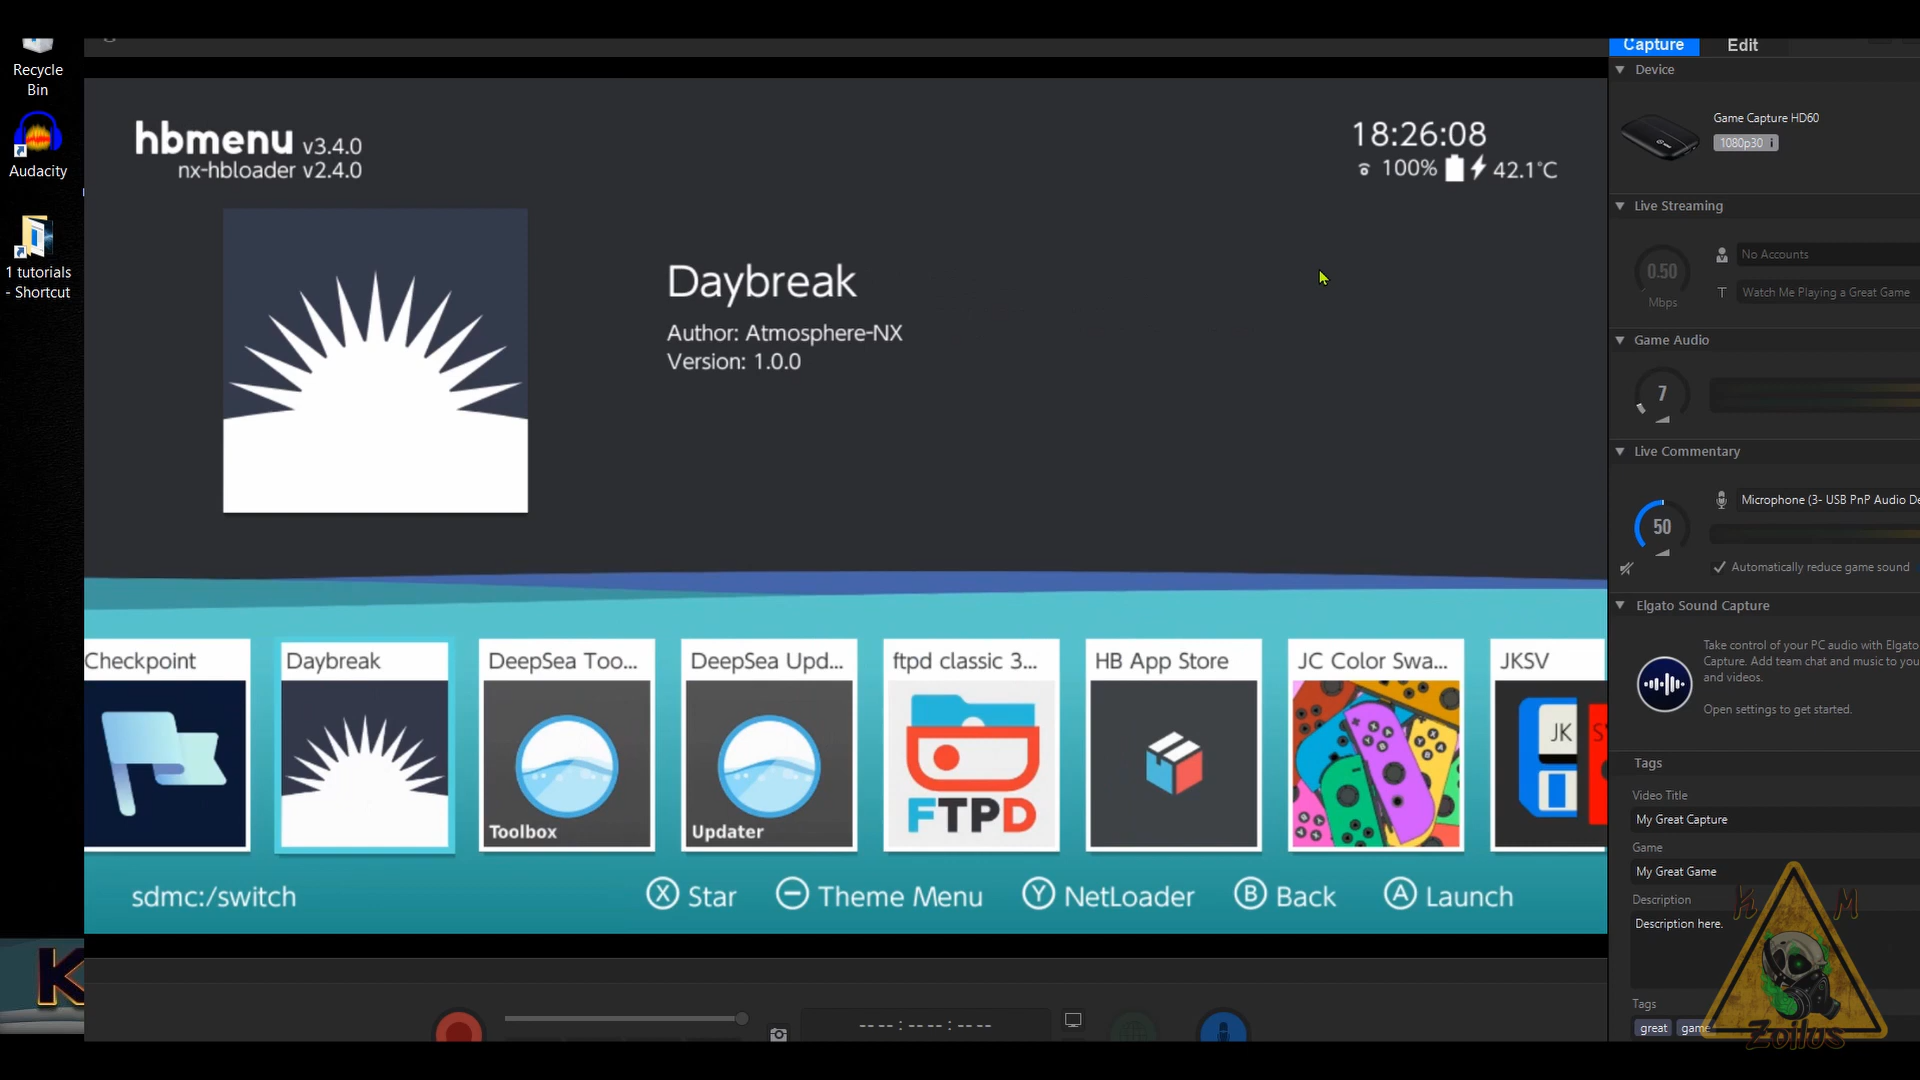 Recycle
Bin
Audacity
1 tutorials
- Shortcut
hbmenu v3.4.0
nx-hbloader v2.4.0
18:26:08
100% 42.1°C
Daybreak
Author: Atmosphere-NX
Version: 1.0.0
Checkpoint
Daybreak
DeepSea Too...
Toolbox
DeepSea Upd...
Updater
ftpd classic 3...
FTPD
HB App Store
JC Color Swa...
JKSV
JK
S
sdmc:/switch
X Star
Theme Menu
Y NetLoader
B Back
A Launch
-- -- : -- -- : -- --
Capture Edit
Device
Game Capture HD60
1080p30 i
Live Streaming
0.50
Mbps
No Accounts
T Watch Me Playing a Great Game
Game Audio
7
Live Commentary
50
Microphone (3- USB PnP Audio De
Automatically reduce game sound
Elgato Sound Capture
Take control of your PC audio with Elgato
Capture. Add team chat and music to you
and videos.
Open settings to get started.
Tags
Video Title
My Great Capture
Game
My Great Game
Description
Description here.
Tags
great game
K M
Zoilus
K